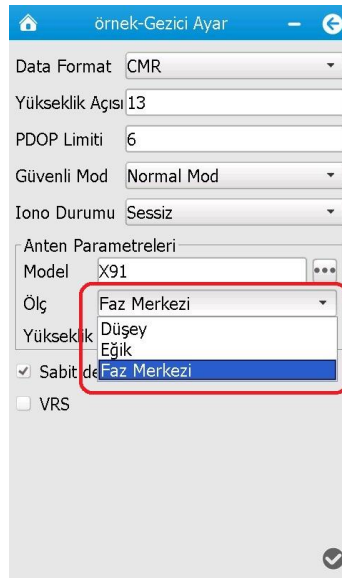 örnek-Gezici Ayar
Data Format CMR
Yükseklik Açısı 13
PDOP Limiti 6
Güvenli Mod Normal Mod
Iono Durumu Sessiz
Anten Parametreleri
Model X91
Ölç Faz Merkezi
Yükseklik Düşey
Eğik
Sabit de Faz Merkezi
VRS